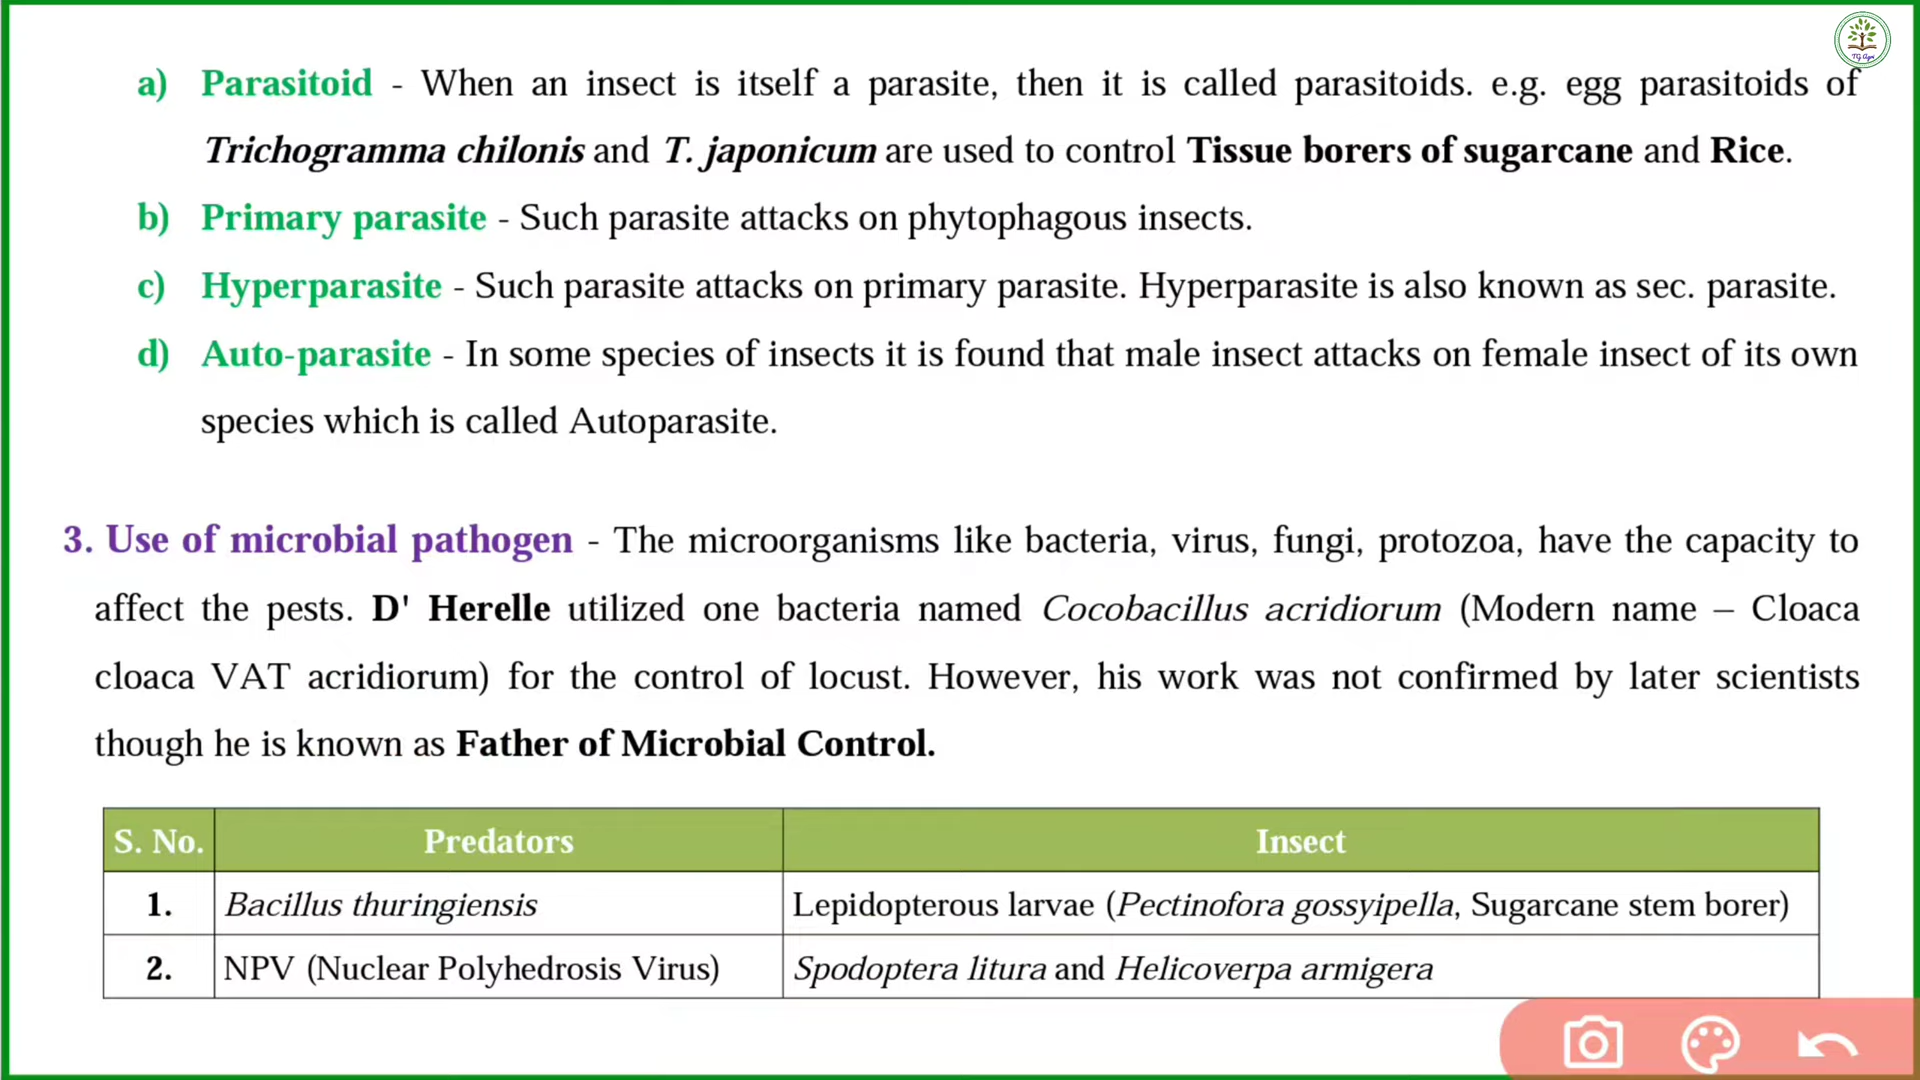 TG Agri
a) Parasitoid - When an insect is itself a parasite, then it is called parasitoids. e.g. egg parasitoids of
Trichogramma chilonis and T. japonicum are used to control Tissue borers of sugarcane and Rice.
b) Primary parasite - Such parasite attacks on phytophagous insects.
c) Hyperparasite - Such parasite attacks on primary parasite. Hyperparasite is also known as sec. parasite.
d) Auto-parasite - In some species of insects it is found that male insect attacks on female insect of its own
species which is called Autoparasite.
3. Use of microbial pathogen - The microorganisms like bacteria, virus, fungi, protozoa, have the capacity to
affect the pests. D' Herelle utilized one bacteria named Cocobacillus acridiorum (Modern name – Cloaca
cloaca VAT acridiorum) for the control of locust. However, his work was not confirmed by later scientists
though he is known as Father of Microbial Control.
S. No. Predators Insect
1. Bacillus thuringiensis Lepidopterous larvae (Pectinofora gossyipella, Sugarcane stem borer)
2. NPV (Nuclear Polyhedrosis Virus) Spodoptera litura and Helicoverpa armigera